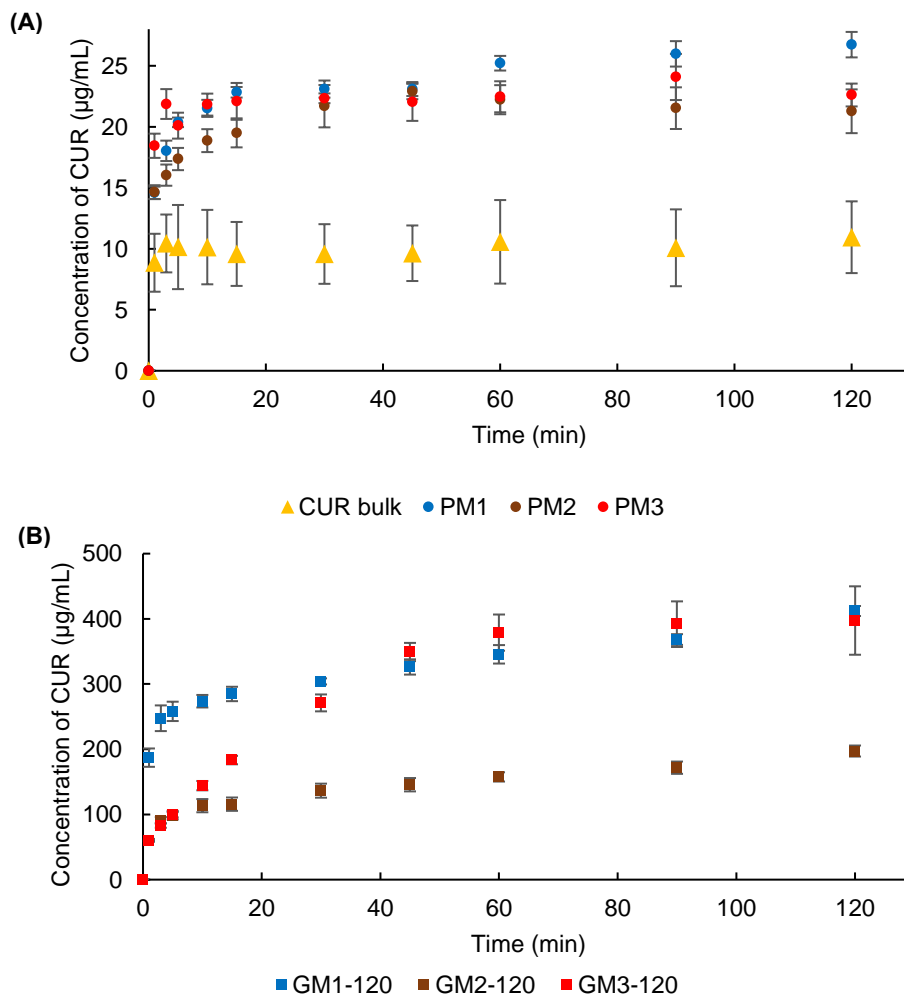 (A)
Concentration of CUR (µg/mL)
25
20
15
10
5
0
0 20 40 60 80 100 120
Time (min)
CUR bulk PM1 PM2 PM3
(B)
Concentration of CUR (µg/mL)
500
400
300
200
100
0
0 20 40 60 80 100 120
Time (min)
GM1-120 GM2-120 GM3-120